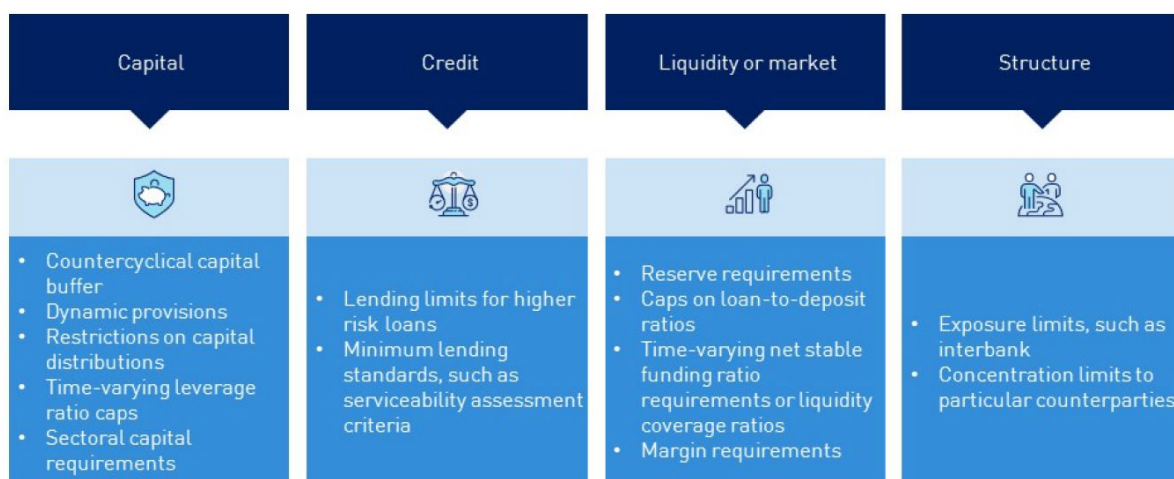 Capital
Credit
Liquidity or market
Structure
• Countercyclical capital
buffer
• Dynamic provisions
• Restrictions on capital
distributions
• Time-varying leverage
ratio caps
• Sectoral capital
requirements
• Lending limits for higher
risk loans
• Minimum lending
standards, such as
serviceability assessment
criteria
• Reserve requirements
• Caps on loan-to-deposit
ratios
• Time-varying net stable
funding ratio
requirements or liquidity
coverage ratios
• Margin requirements
• Exposure limits, such as
interbank
• Concentration limits to
particular counterparties